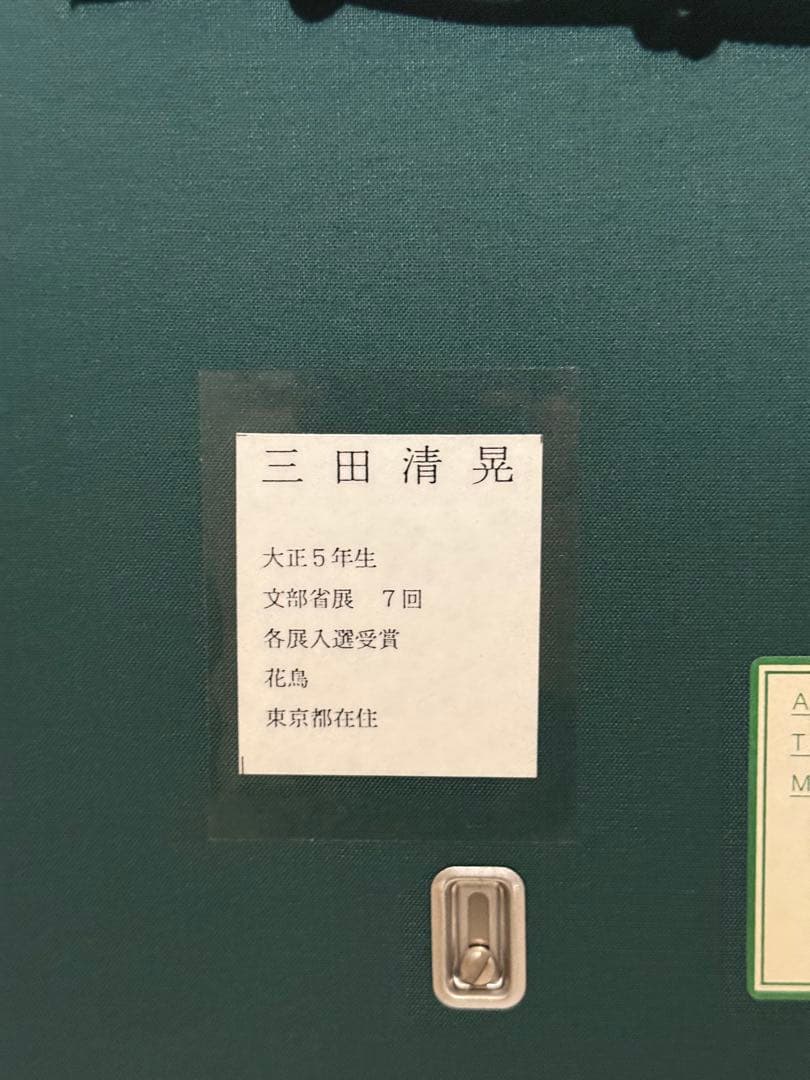 三田清晃
大正5年生
文部省展　7回
各展入選受賞
花鳥
東京都在住
A
T
M